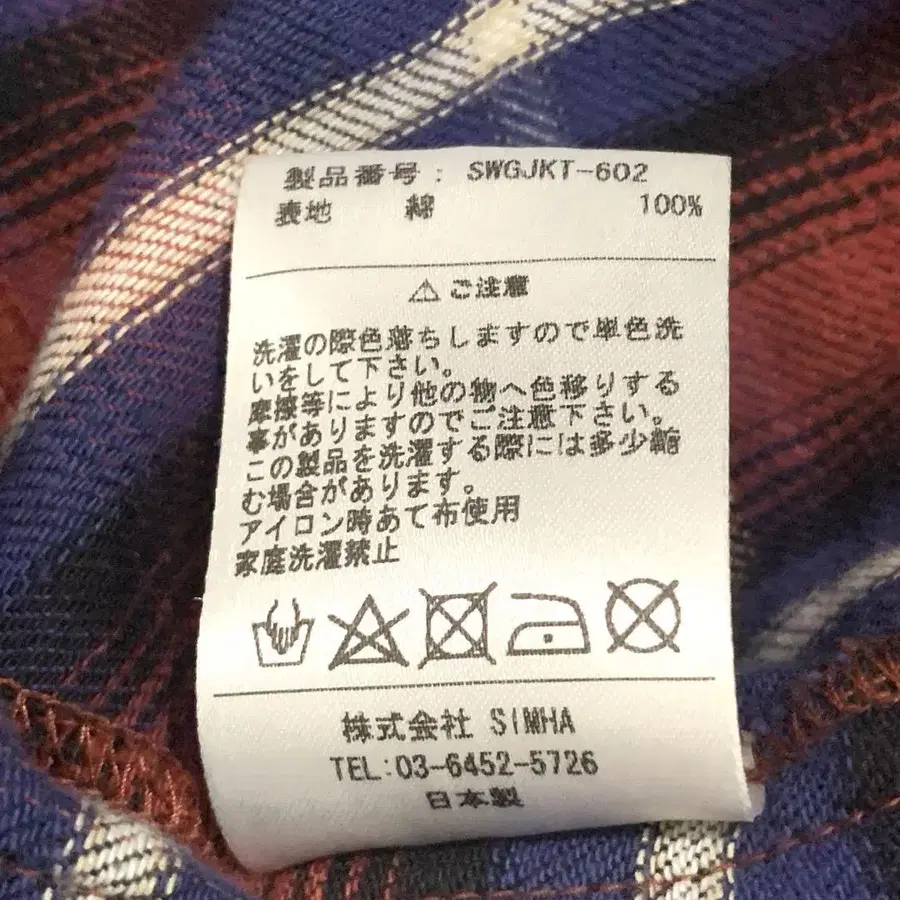 製品番号: SWGJKT-602
表地 綿 100%
⚠ご注意
洗濯の際色落ちしますので単色洗
いをして下さい。
摩擦等により他の物へ色移りする
事がありますのでご注意下さい。
この製品を洗濯する際には多少縮
む場合があります。
アイロン時あて布使用
家庭洗濯禁止
株式会社 SIMHA
TEL:03-6452-5726
日本製